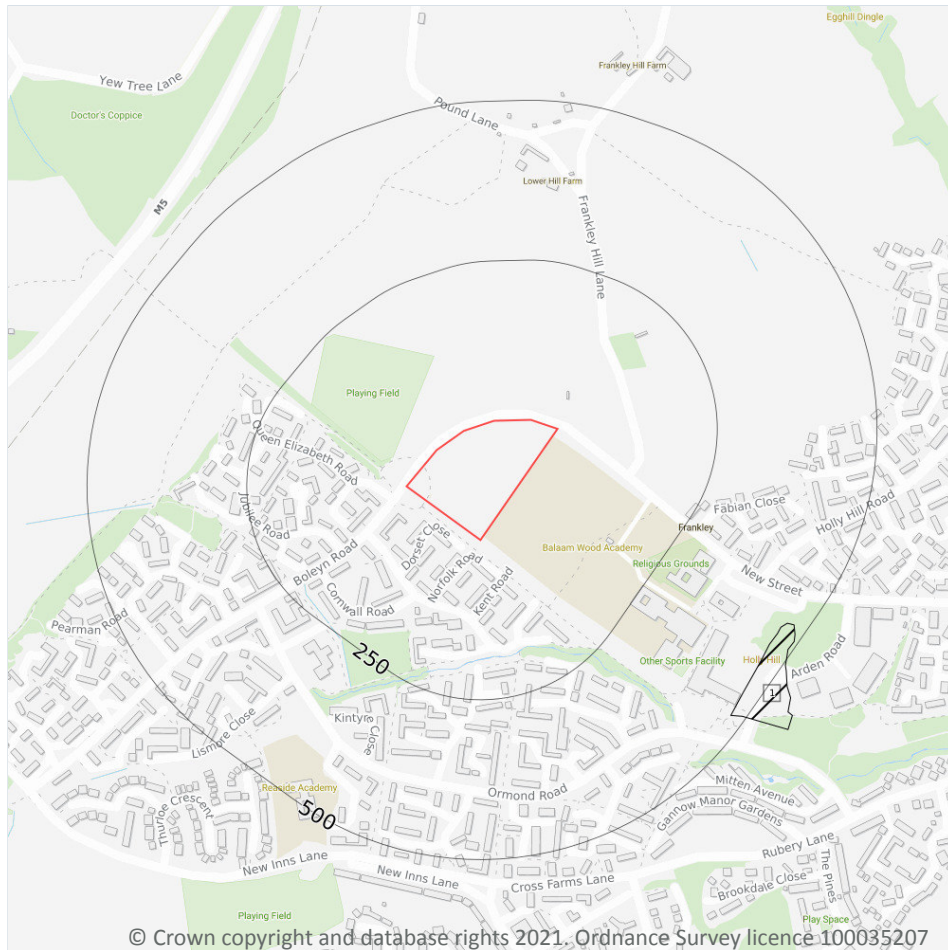 Egghill Dingle
Frankley Hill Farm
Yew Tree Lane
Doctor's Coppice
Pound Lane
Lower Hill Farm
M5
Frankley Hill Lane
Playing Field
Queen Elizabeth Road
Jubilee Road
Fabian Close
Holly Hill Road
Frankley
Dorset Close
Balaam Wood Academy
Boleyn Road
Norfolk Road
Religious Grounds
Kent Road
New Street
Cornwall Road
Pearman Road
250
Other Sports Facility
Holly Hill
Arden Road
1
Kintyre Close
Lismore Close
Mitten Avenue
Reaside Academy
Ormond Road
Thurloe Crescent
500
Gannow Manor Gardens
Rubery Lane
New Inns Lane
New Inns Lane
Cross Farms Lane
The Pines
Brookdale Close
Playing Field
Play Space
© Crown copyright and database rights 2021. Ordnance Survey licence 100035207